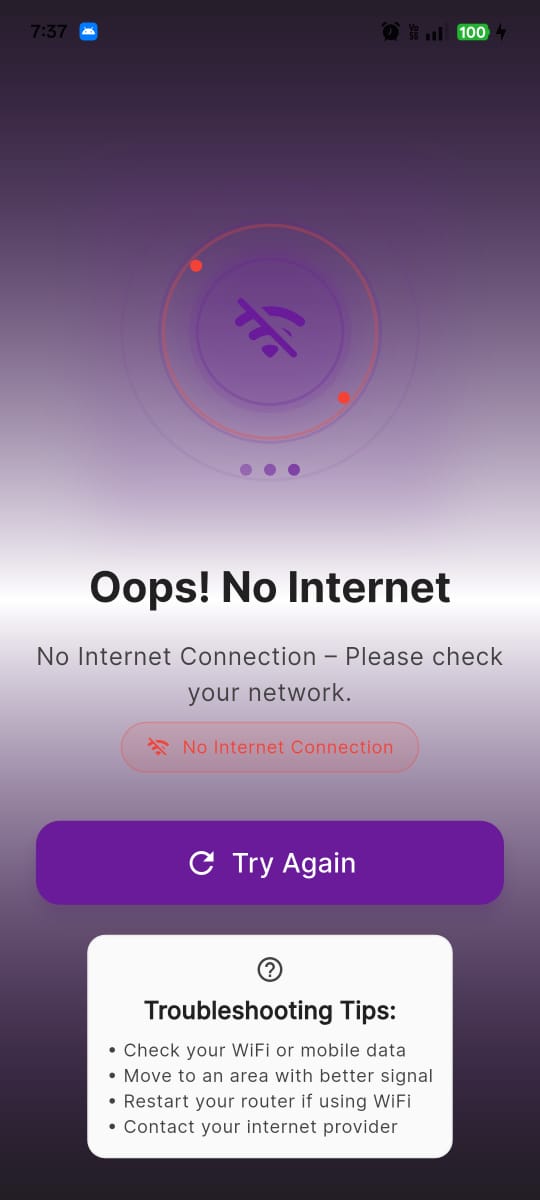 7:37
Vo
5G
100
Oops! No Internet
No Internet Connection – Please check
your network.
No Internet Connection
Try Again
Troubleshooting Tips:
• Check your WiFi or mobile data
• Move to an area with better signal
• Restart your router if using WiFi
• Contact your internet provider